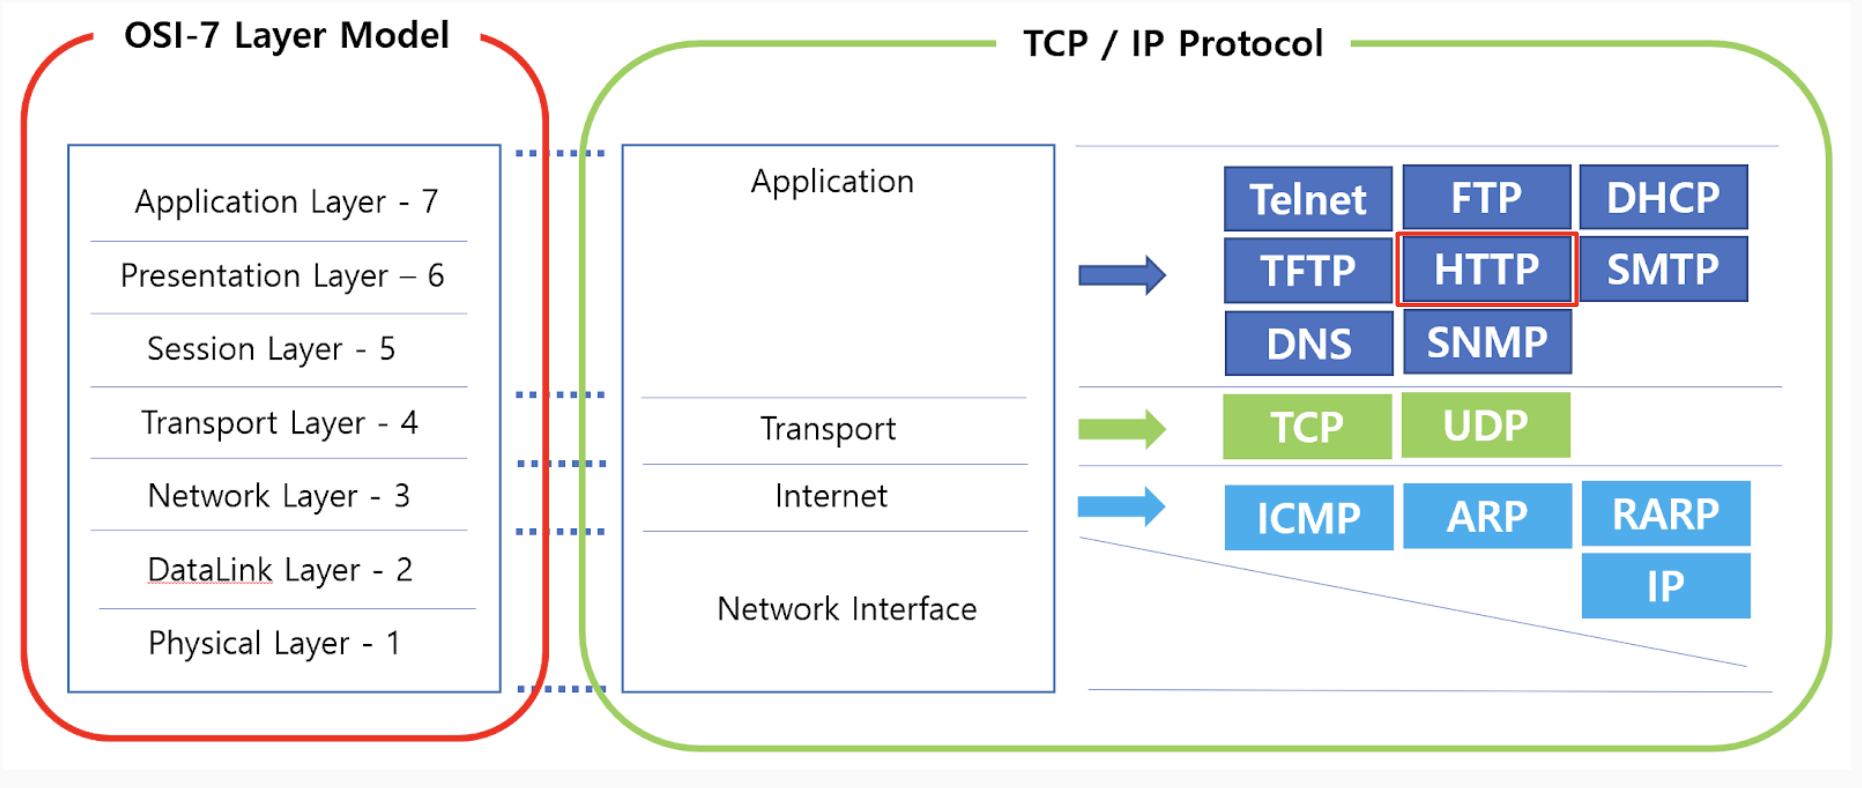 OSI-7 Layer Model
Application Layer - 7
Presentation Layer – 6
Session Layer - 5
Transport Layer - 4
Network Layer - 3
DataLink Layer - 2
Physical Layer - 1
TCP / IP Protocol
Application
Transport
Internet
Network Interface
Telnet FTP DHCP
TFTP HTTP SMTP
DNS SNMP
TCP UDP
ICMP ARP RARP
IP